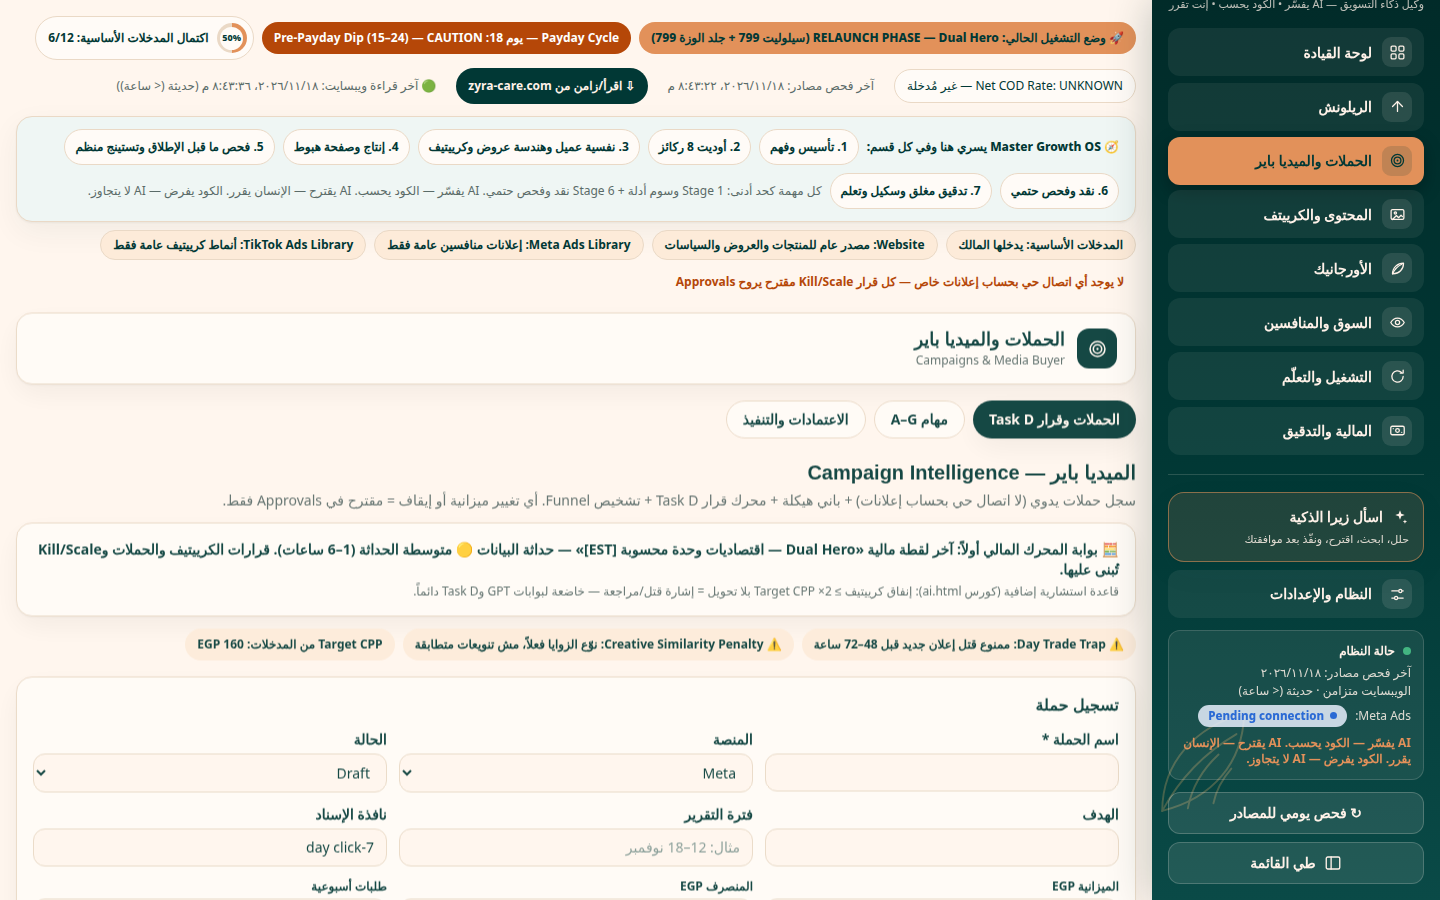 وكيل ذكاء التسويق — AI يفسّر • الكود يحسب • إنت تقرر
لوحة القيادة
الريلونش
الحملات والميديا باير
المحتوى والكرييتف
الأورجانيك
السوق والمنافسين
التشغيل والتعلّم
المالية والتدقيق
اسأل زيرا الذكية
حلل، ابحث، اقترح، ونفّذ بعد موافقتك
النظام والإعدادات
حالة النظام
آخر فحص مصادر: ٢٠٢٦/١١/١٨
الويبسايت متزامن · حديثة (< ساعة)
Meta Ads: Pending connection
AI يفسّر — الكود يحسب. AI يقترح — الإنسان
يقرر. الكود يفرض — AI لا يتجاوز.
↻ فحص يومي للمصادر
طي القائمة
🚀 وضع التشغيل الحالي: RELAUNCH PHASE — Dual Hero (سيلوليت 799 + جلد الوزة 799)
Payday Cycle — يوم 18: Pre-Payday Dip (15–24) — CAUTION
اكتمال المدخلات الأساسية: 6/12
50%
Net COD Rate: UNKNOWN — غير مُدخلة
آخر فحص مصادر: ٢٠٢٦/١١/١٨، ٨:٤٣:٢٢ م
⇩ اقرأ/زامن من zyra-care.com
🟢 آخر قراءة ويبسايت: ٢٠٢٦/١١/١٨، ٨:٤٣:٣٦ م (حديثة (< ساعة))
🧭 Master Growth OS يسري هنا وفي كل قسم:
1. تأسيس وفهم
2. أوديت 8 ركائز
3. نفسية عميل وهندسة عروض وكرييتيف
4. إنتاج وصفحة هبوط
5. فحص ما قبل الإطلاق وتستينج منظم
6. نقد وفحص حتمي
7. تدقيق مغلق وسكيل وتعلم
كل مهمة كحد أدنى: Stage 1 وسوم أدلة + Stage 6 نقد وفحص حتمي. AI يفسّر — الكود يحسب. AI يقترح — الإنسان يقرر. الكود يفرض — AI لا يتجاوز.
المدخلات الأساسية: يدخلها المالك
Website: مصدر عام للمنتجات والعروض والسياسات
Meta Ads Library: إعلانات منافسين عامة فقط
TikTok Ads Library: أنماط كرييتيف عامة فقط
لا يوجد أي اتصال حي بحساب إعلانات خاص — كل قرار Kill/Scale مقترح يروح Approvals
الحملات والميديا باير
Campaigns & Media Buyer
الحملات وقرار Task D
مهام A–G
الاعتمادات والتنفيذ
الميديا باير — Campaign Intelligence
سجل حملات يدوي (لا اتصال حي بحساب إعلانات) + باني هيكلة + محرك قرار Task D + تشخيص Funnel. أي تغيير ميزانية أو إيقاف = مقترح في Approvals فقط.
🧮 بوابة المحرك المالي أولاً: آخر لقطة مالية «Dual Hero — اقتصاديات وحدة محسوبة [EST]» — حداثة البيانات 🟡 متوسطة الحداثة (1–6 ساعات). قرارات الكرييتيف والحملات وKill/Scale
تُبنى عليها.
قاعدة استشارية إضافية (كورس ai.html): إنفاق كرييتيف ≥ 2× Target CPP بلا تحويل = إشارة قتل/مراجعة — خاضعة لبوابات GPT وTask D دائماً.
⚠️ Day Trade Trap: ممنوع قتل إعلان جديد قبل 48–72 ساعة
⚠️ Creative Similarity Penalty: نوّع الزوايا فعلاً، مش تنويعات متطابقة
Target CPP من المدخلات: 160 EGP
تسجيل حملة
اسم الحملة *
المنصة
الحالة
Meta
Draft
الهدف
فترة التقرير
نافذة الإسناد
مثال: 12–18 نوفمبر
7-day click
الميزانية EGP
المنصرف EGP
طلبات أسبوعية